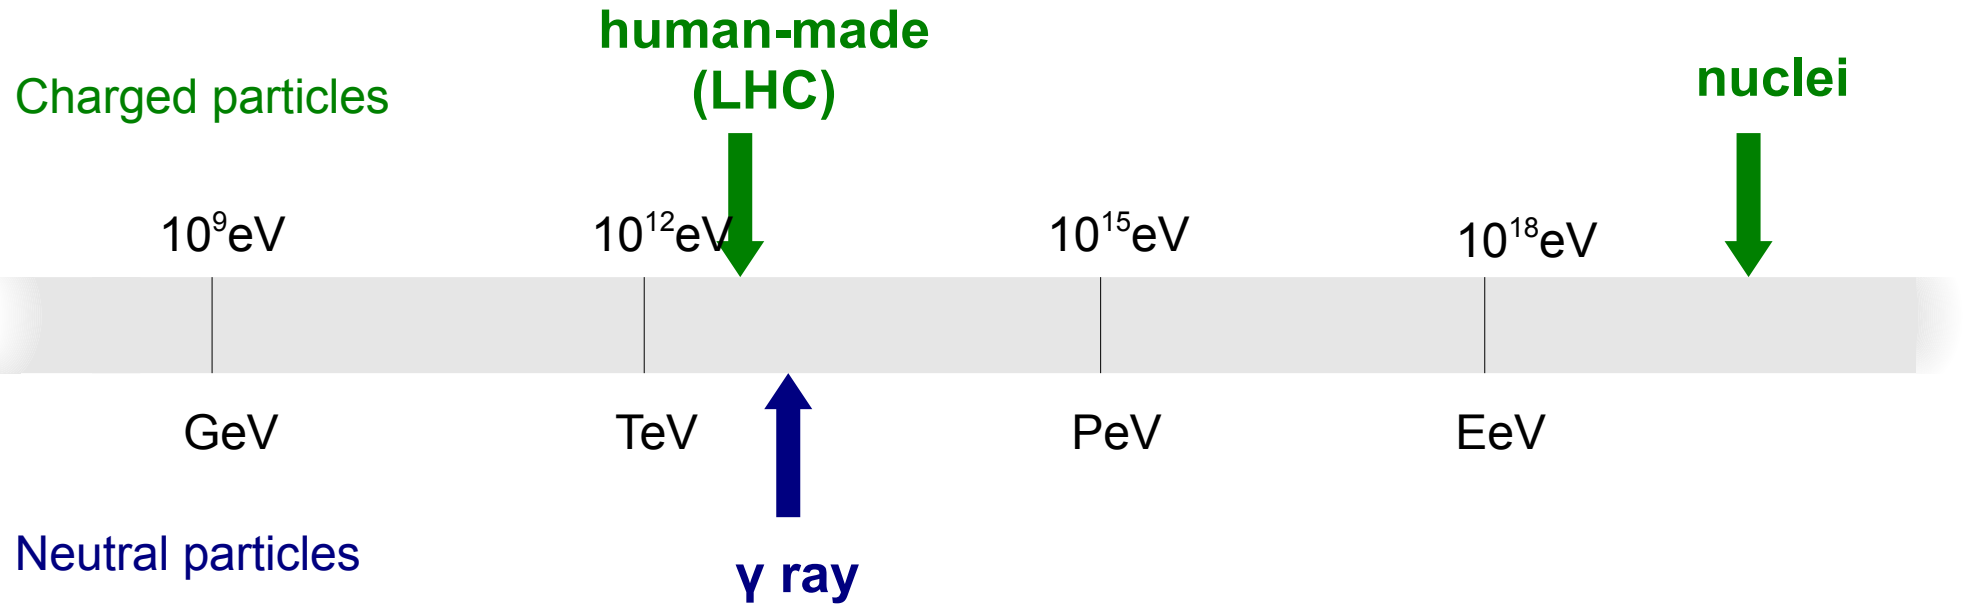 human-made
(LHC)
nuclei
Charged particles
10⁹eV
10¹²eV
10¹⁵eV
10¹⁸eV
GeV
TeV
PeV
EeV
Neutral particles
γ ray